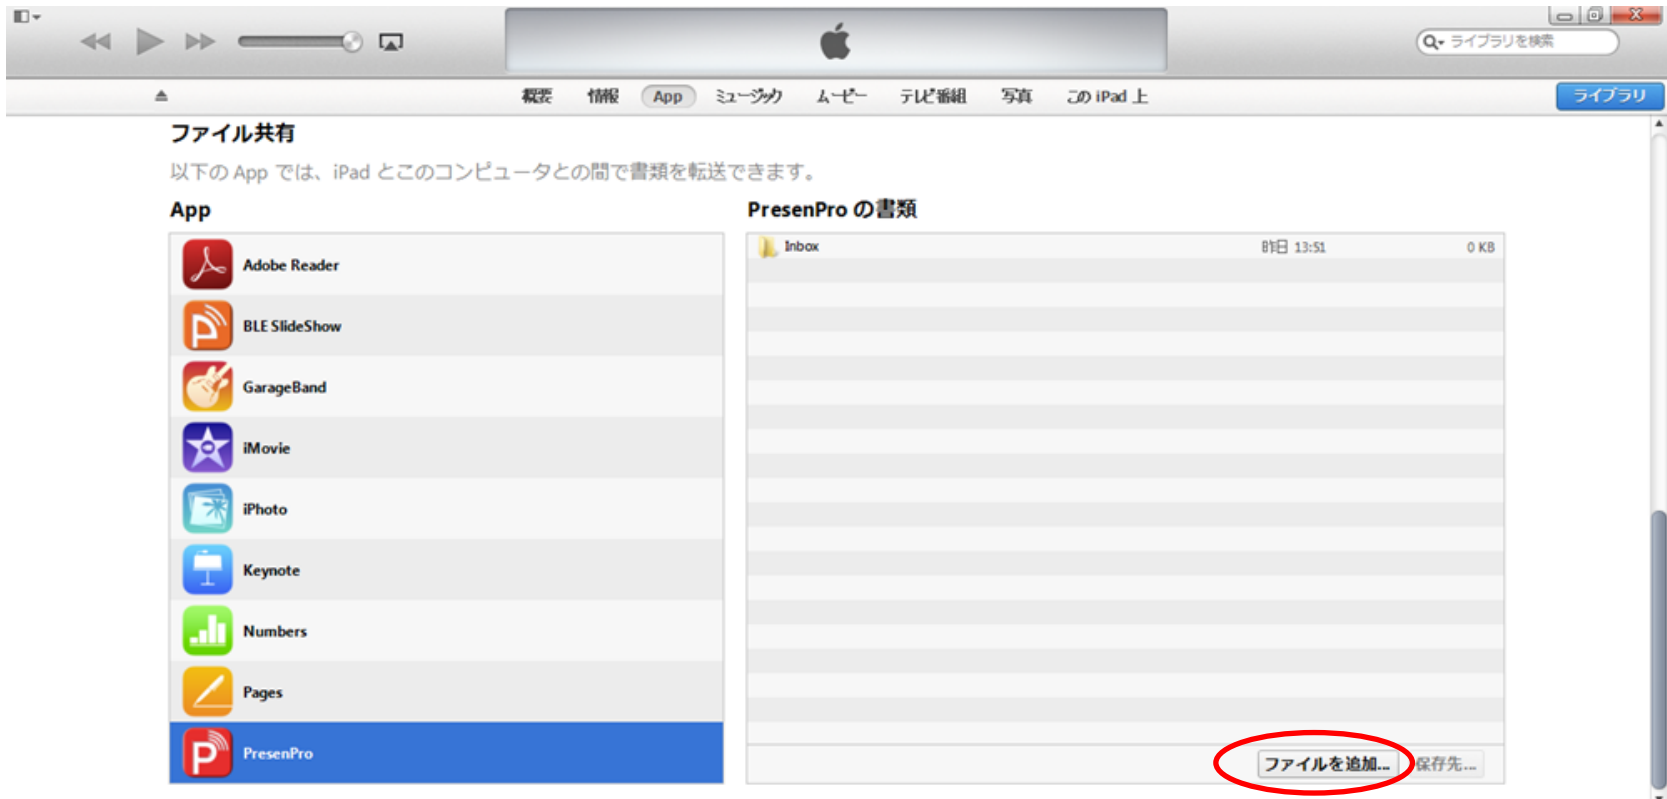 ライブラリを検索
概要 情報 App ミュージック ムービー テレビ番組 写真 この iPad 上 ライブラリ
ファイル共有
以下の App では、iPad とこのコンピュータとの間で書類を転送できます。
App
PresenPro の書類
Adobe Reader
BLE SlideShow
GarageBand
iMovie
iPhoto
Keynote
Numbers
Pages
PresenPro
Inbox 昨日 13:51 0 KB
ファイルを追加... 保存先...